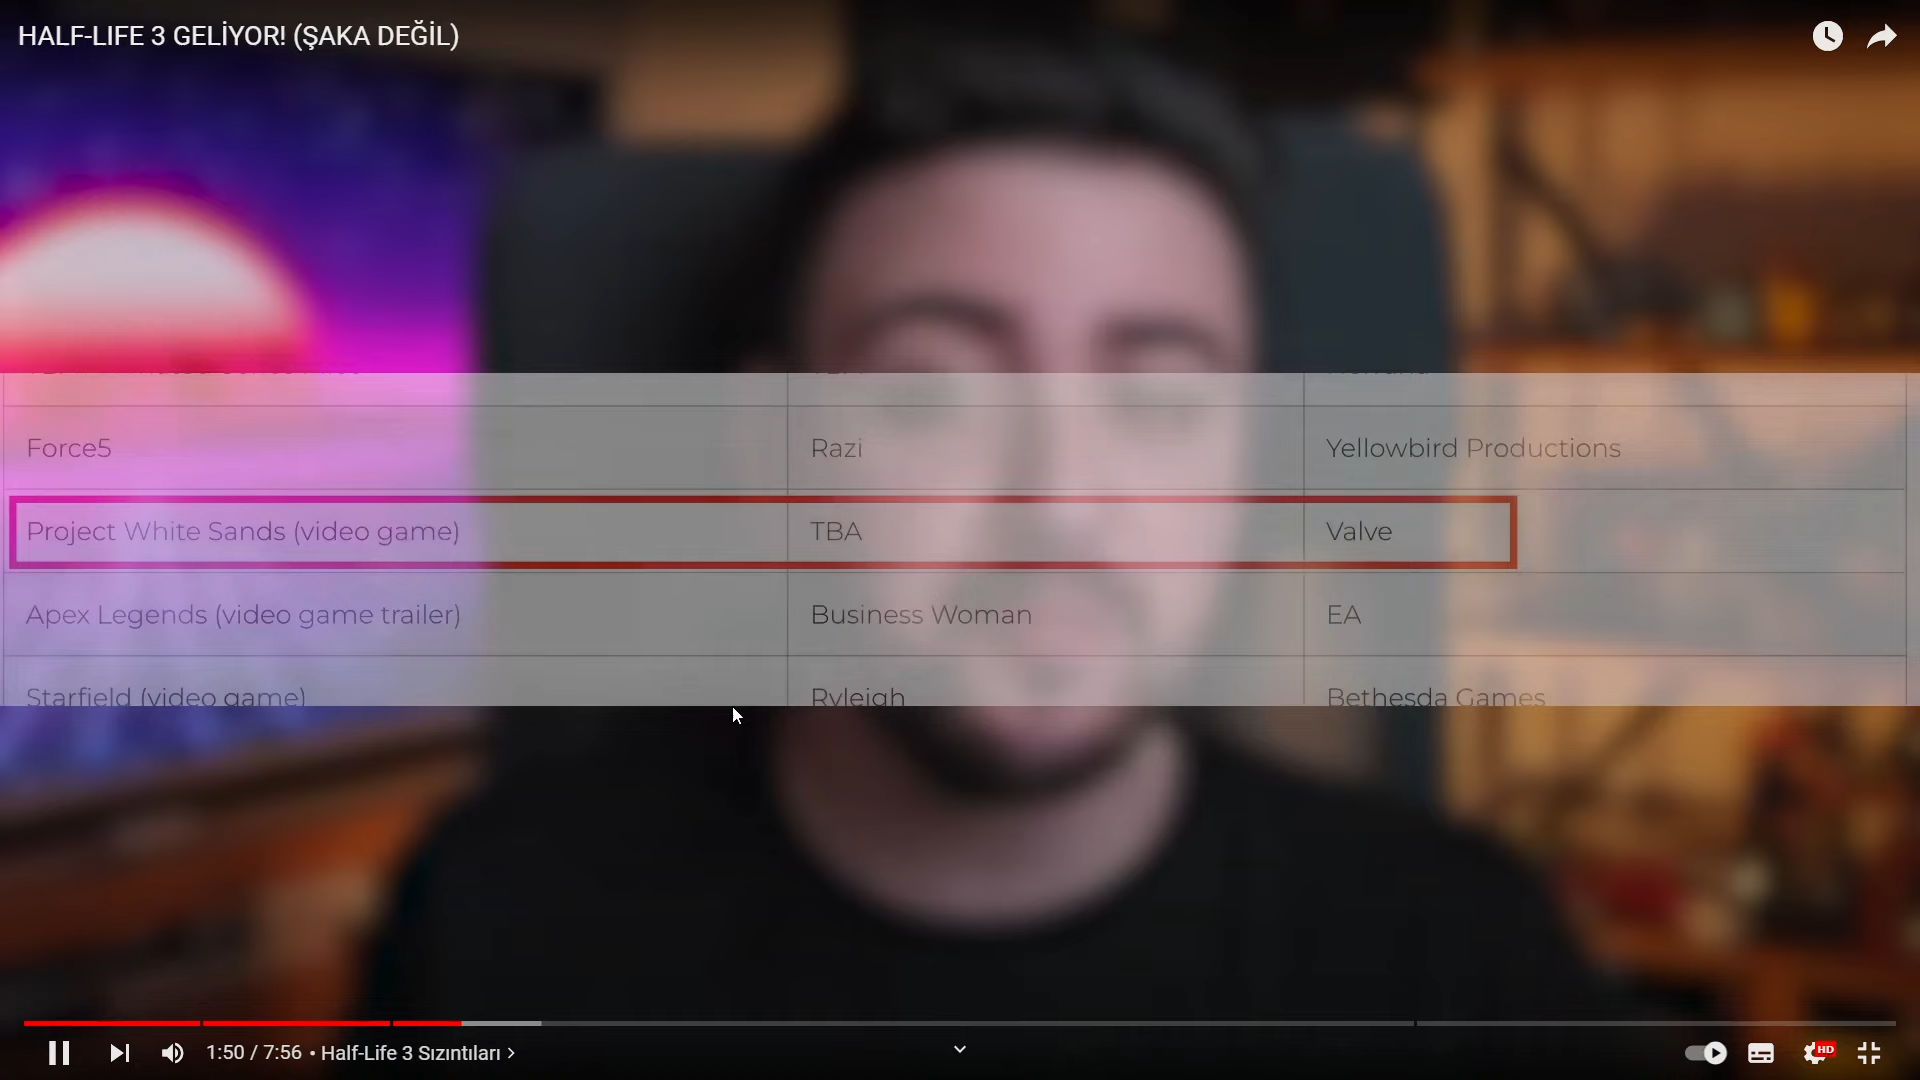 HALF-LIFE 3 GELİYOR! (ŞAKA DEĞİL)
Force5 Razi Yellowbird Productions
Project White Sands (video game) TBA Valve
Apex Legends (video game trailer) Business Woman EA
Starfield (video game) Ryleigh Bethesda Games
1:50 / 7:56 • Half-Life 3 Sızıntıları
HD